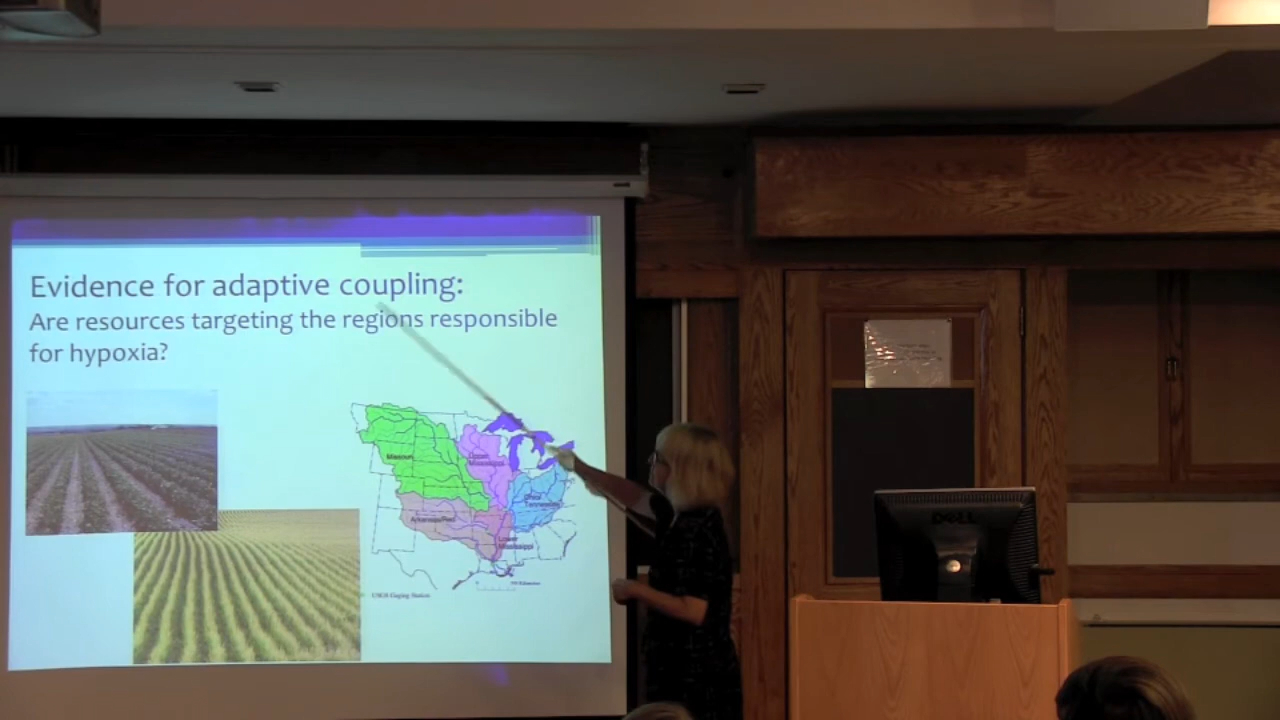 Evidence for adaptive coupling:
Are resources targeting the regions responsible
for hypoxia?
Missouri
Upper
Mississippi
Ohio/
Tennessee
Arkansas/Red
Lower
Mississippi
USGS Gaging Station
DELL